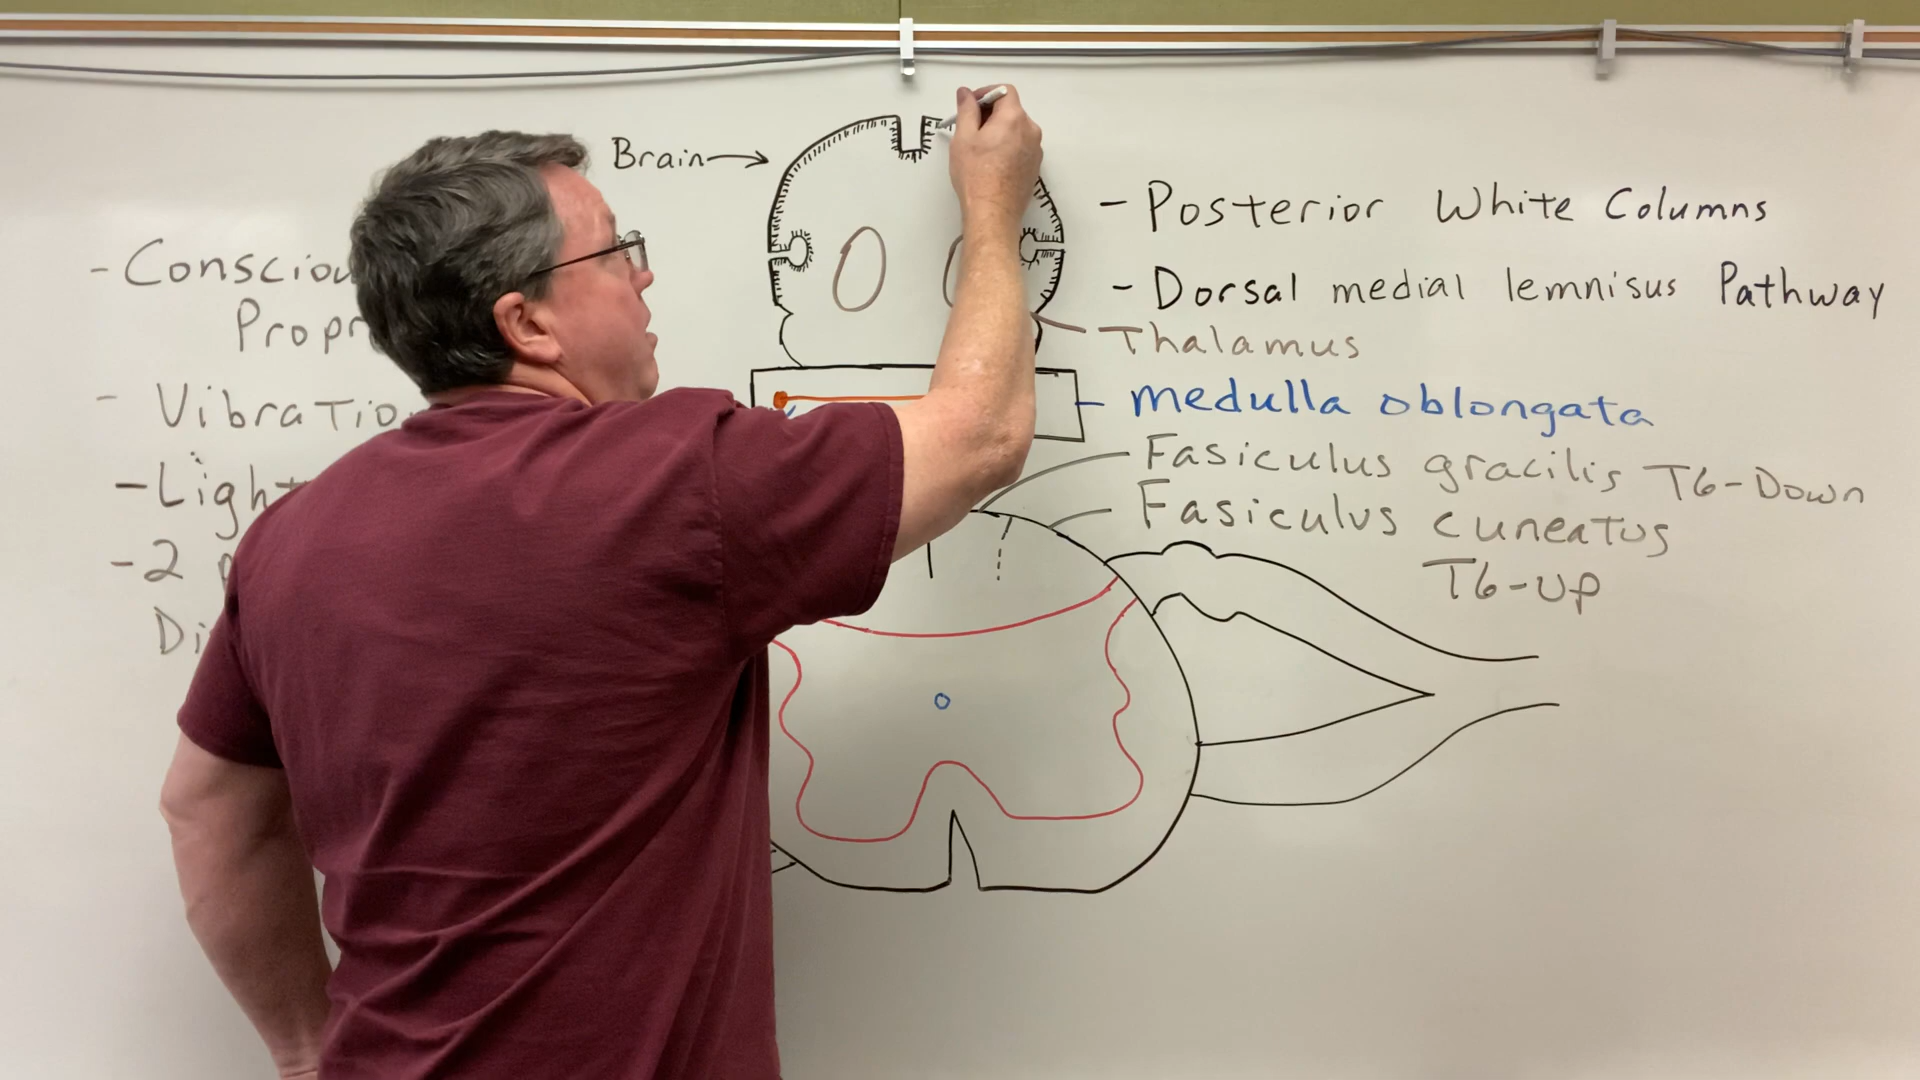 Brain
- Posterior White Columns
- Dorsal medial lemnisus Pathway
Thalamus
medulla oblongata
Fasiculus gracilis T6-Down
Fasiculus cuneatus
T6-up
- Consciou
Propr
- Vibratio
- Light
- 2 p
Di